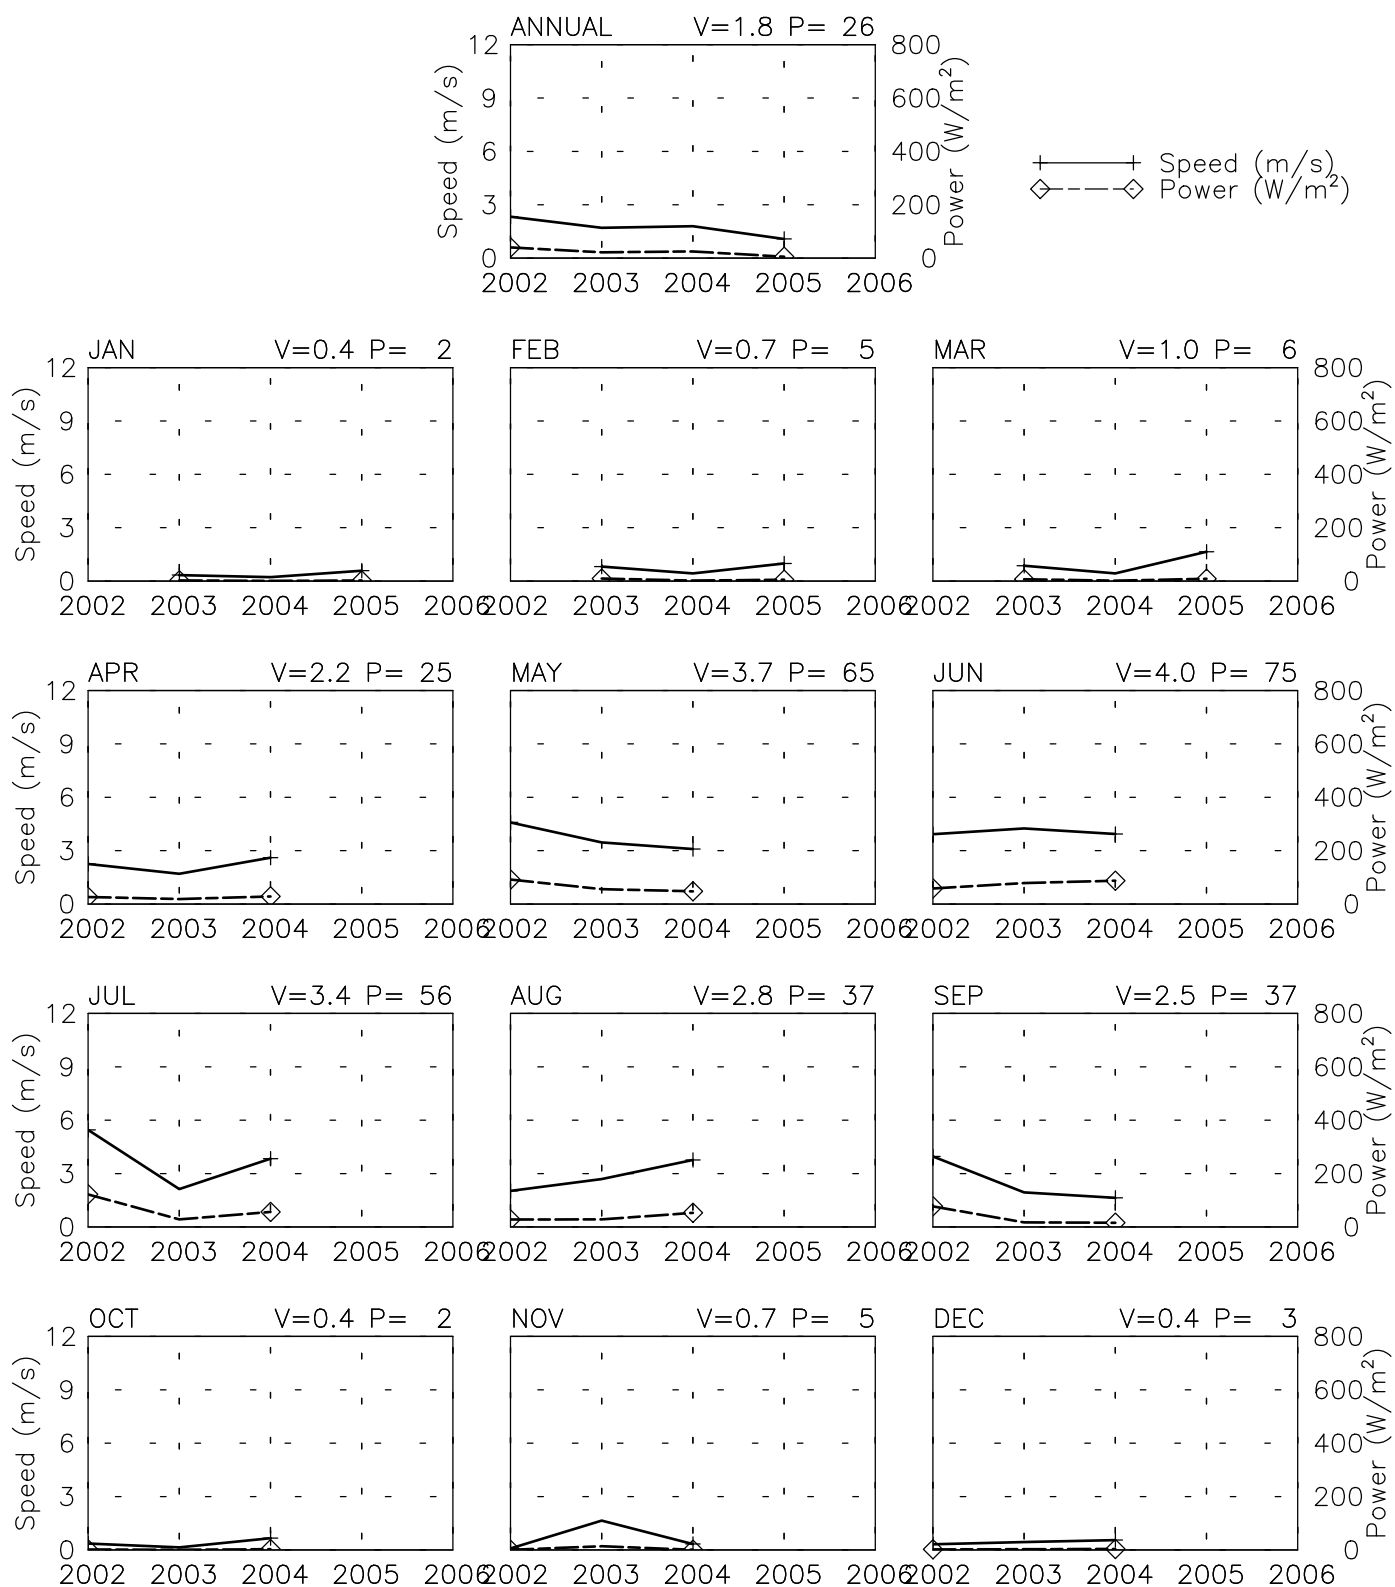 ANNUAL V=1.8 P= 26
12 800
9 600
6 400
3 200
0 0
Speed (m/s)
Power (W/m²)
2002 2003 2004 2005 2006
Speed (m/s)
Power (W/m²)
JAN V=0.4 P= 2 FEB V=0.7 P= 5 MAR V=1.0 P= 6
12 800
9 600
6 400
3 200
0 0
Speed (m/s)
Power (W/m²)
2002 2003 2004 2005 2006 2002 2003 2004 2005 2006 2002 2003 2004 2005 2006
APR V=2.2 P= 25 MAY V=3.7 P= 65 JUN V=4.0 P= 75
12 800
9 600
6 400
3 200
0 0
Speed (m/s)
Power (W/m²)
2002 2003 2004 2005 2006 2002 2003 2004 2005 2006 2002 2003 2004 2005 2006
JUL V=3.4 P= 56 AUG V=2.8 P= 37 SEP V=2.5 P= 37
12 800
9 600
6 400
3 200
0 0
Speed (m/s)
Power (W/m²)
2002 2003 2004 2005 2006 2002 2003 2004 2005 2006 2002 2003 2004 2005 2006
OCT V=0.4 P= 2 NOV V=0.7 P= 5 DEC V=0.4 P= 3
12 800
9 600
6 400
3 200
0 0
Speed (m/s)
Power (W/m²)
2002 2003 2004 2005 2006 2002 2003 2004 2005 2006 2002 2003 2004 2005 2006